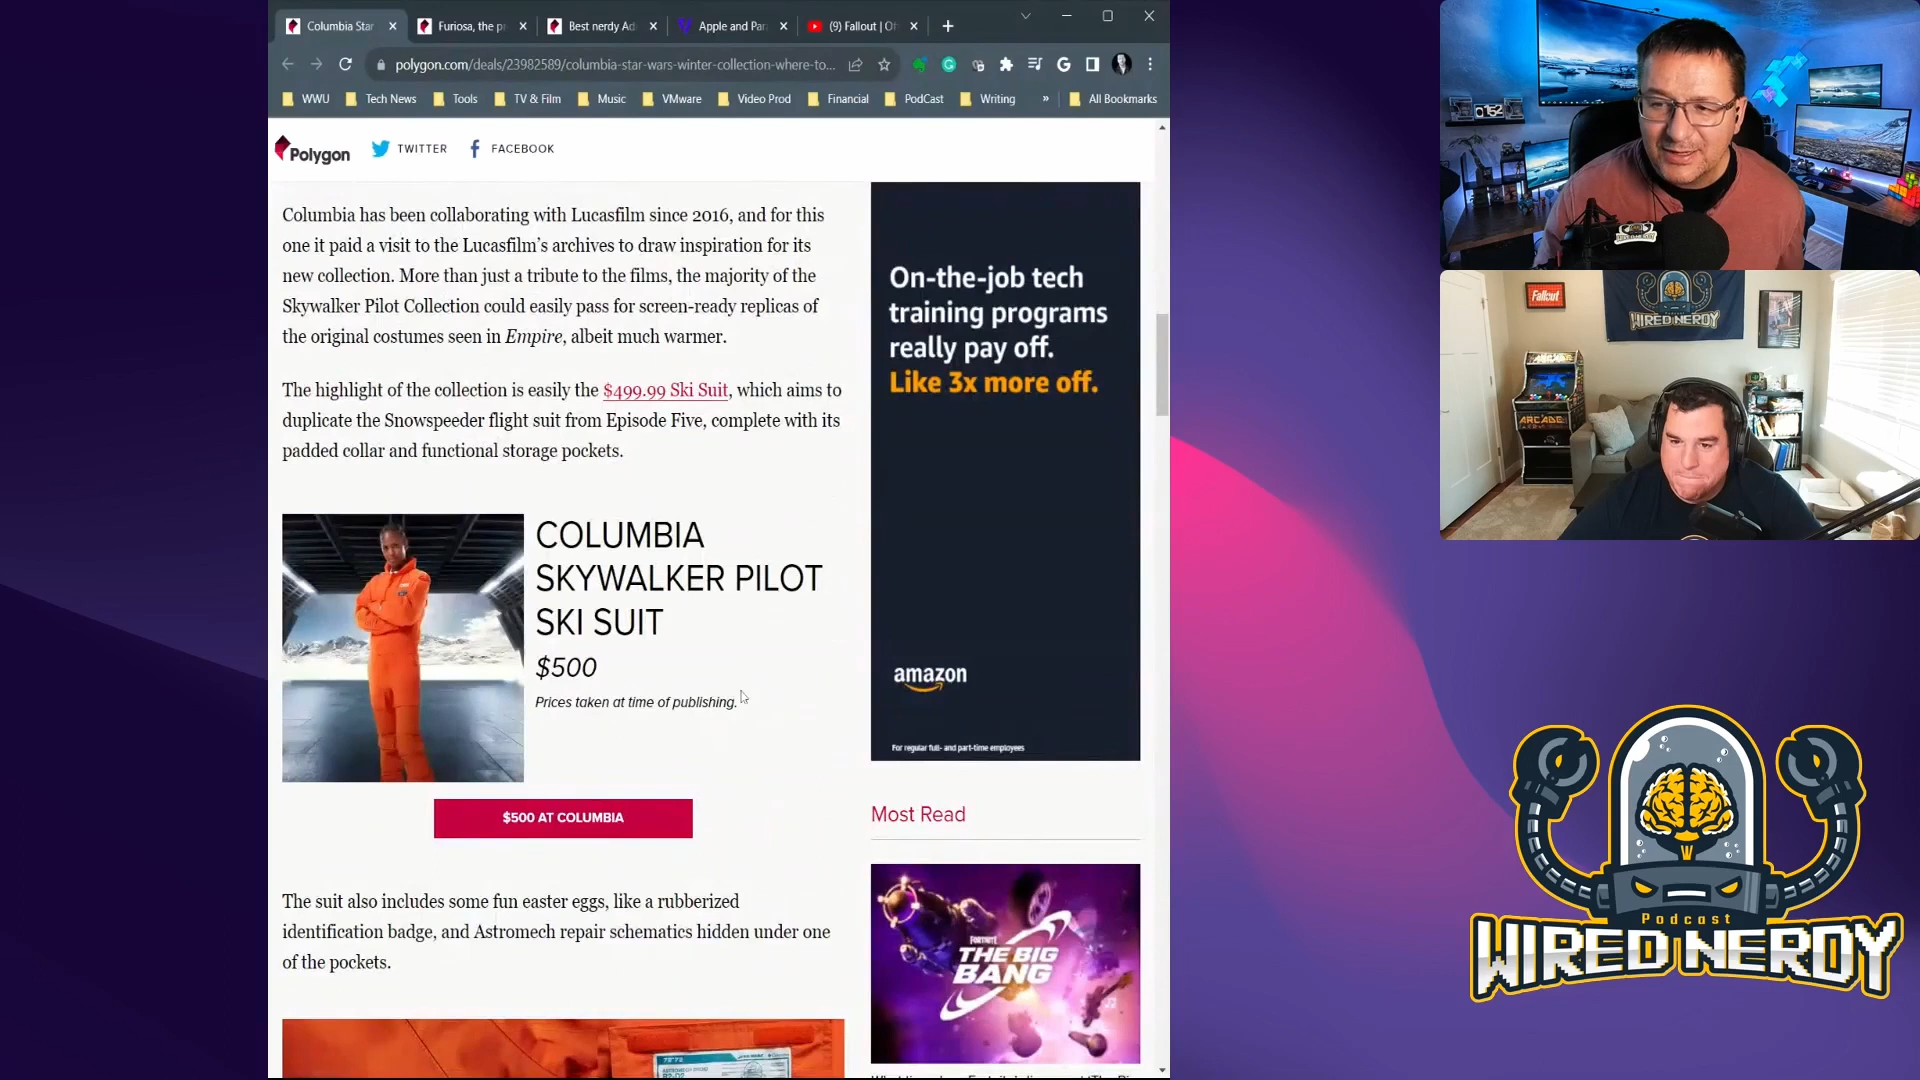 Columbia Star
Furiosa, the p
Best nerdy Ad
Apple and Par
(9) Fallout | Of
polygon.com/deals/23982589/columbia-star-wars-winter-collection-where-to...
WWU
Tech News
Tools
TV & Film
Music
VMware
Video Prod
Financial
PodCast
Writing
»
All Bookmarks
Polygon
TWITTER
FACEBOOK
Columbia has been collaborating with Lucasfilm since 2016, and for this
one it paid a visit to the Lucasfilm's archives to draw inspiration for its
new collection. More than just a tribute to the films, the majority of the
Skywalker Pilot Collection could easily pass for screen-ready replicas of
the original costumes seen in Empire, albeit much warmer.
The highlight of the collection is easily the $499.99 Ski Suit, which aims to
duplicate the Snowspeeder flight suit from Episode Five, complete with its
padded collar and functional storage pockets.
COLUMBIA
SKYWALKER PILOT
SKI SUIT
$500
Prices taken at time of publishing.
$500 AT COLUMBIA
The suit also includes some fun easter eggs, like a rubberized
identification badge, and Astromech repair schematics hidden under one
of the pockets.
On-the-job tech
training programs
really pay off.
Like 3x more off.
amazon
For regular full- and part-time employees
Most Read
FORTNITE
THE BIG
BANG
Fallout
WIRED NERDY
ARCADE
Podcast
WIRED NERDY